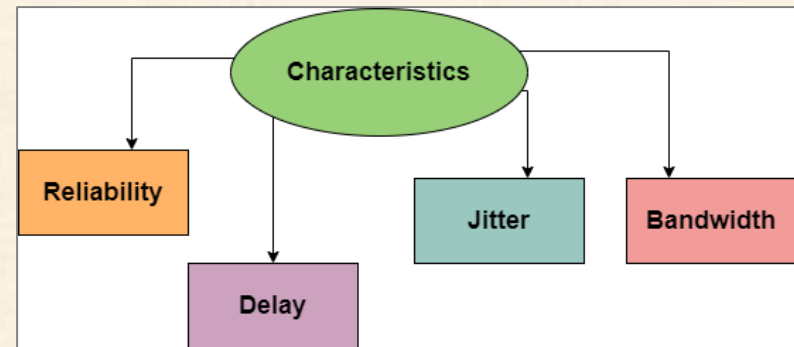 Characteristics
Reliability
Jitter
Bandwidth
Delay